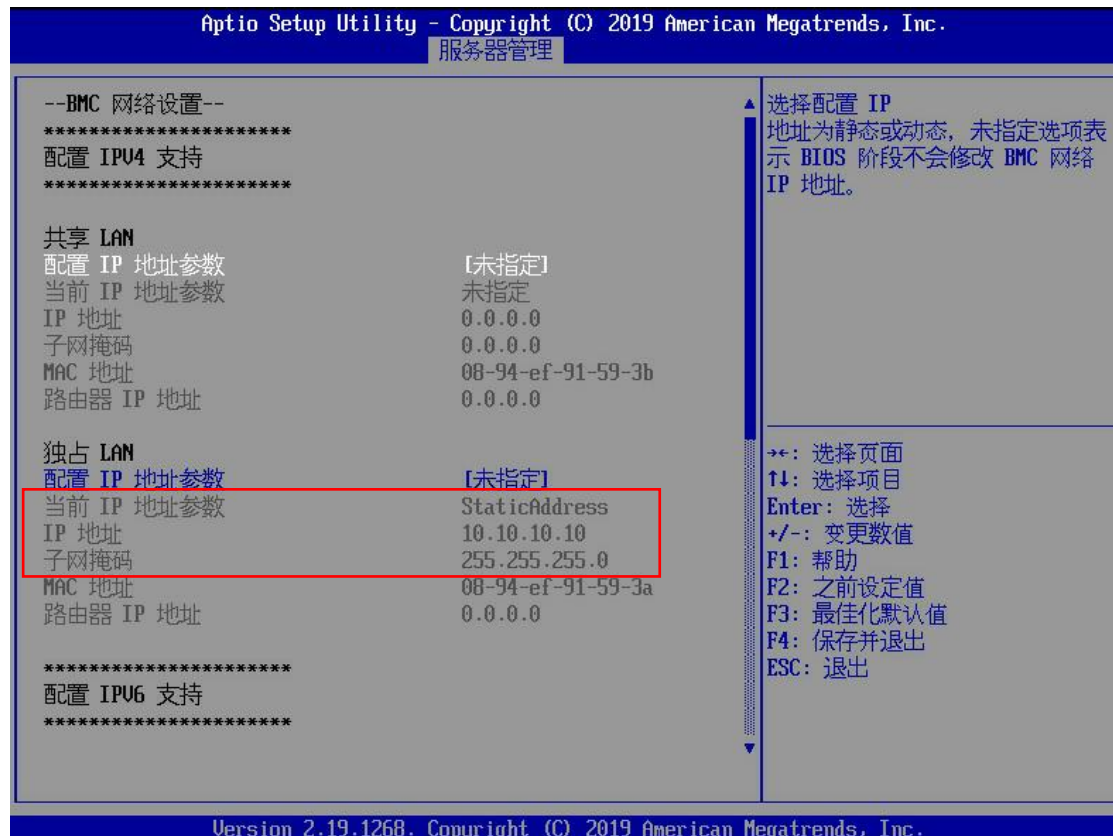 Aptio Setup Utility - Copyright (C) 2019 American Megatrends, Inc.
服务器管理
--BMC 网络设置--
**********************
配置 IPV4 支持
**********************
共享 LAN
配置 IP 地址参数 [未指定]
当前 IP 地址参数 未指定
IP 地址 0.0.0.0
子网掩码 0.0.0.0
MAC 地址 08-94-ef-91-59-3b
路由器 IP 地址 0.0.0.0
独占 LAN
配置 IP 地址参数 [未指定]
当前 IP 地址参数 StaticAddress
IP 地址 10.10.10.10
子网掩码 255.255.255.0
MAC 地址 08-94-ef-91-59-3a
路由器 IP 地址 0.0.0.0
**********************
配置 IPV6 支持
**********************
选择配置 IP
地址为静态或动态，未指定选项表
示 BIOS 阶段不会修改 BMC 网络
IP 地址。
→←: 选择页面
↑↓: 选择项目
Enter: 选择
+/-: 变更数值
F1: 帮助
F2: 之前设定值
F3: 最佳化默认值
F4: 保存并退出
ESC: 退出
Version 2.19.1268. Copyright (C) 2019 American Megatrends, Inc.